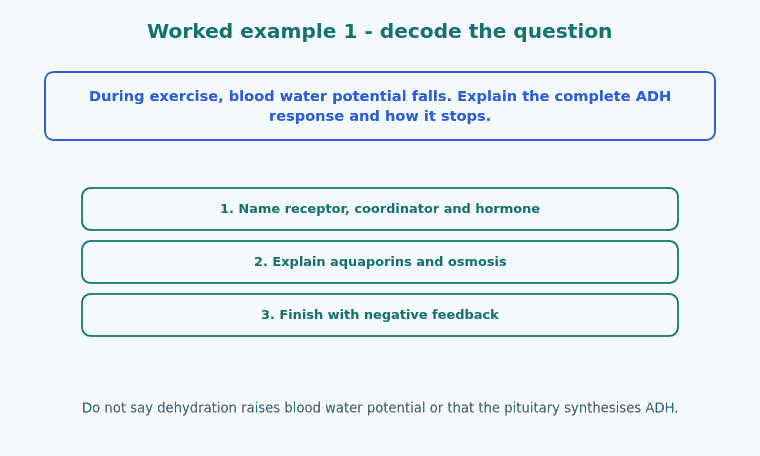 Worked example 1 - decode the question
During exercise, blood water potential falls. Explain the complete ADH
response and how it stops.
1. Name receptor, coordinator and hormone
2. Explain aquaporins and osmosis
3. Finish with negative feedback
Do not say dehydration raises blood water potential or that the pituitary synthesises ADH.